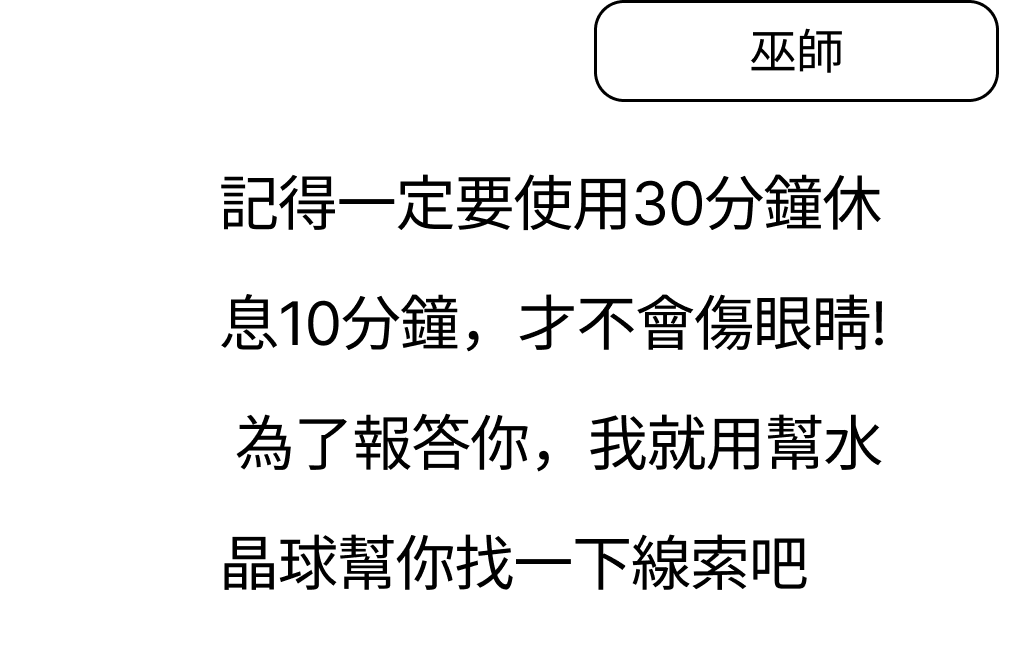 巫師
記得一定要使用30分鐘休
息10分鐘，才不會傷眼睛!
為了報答你，我就用幫水
晶球幫你找一下線索吧